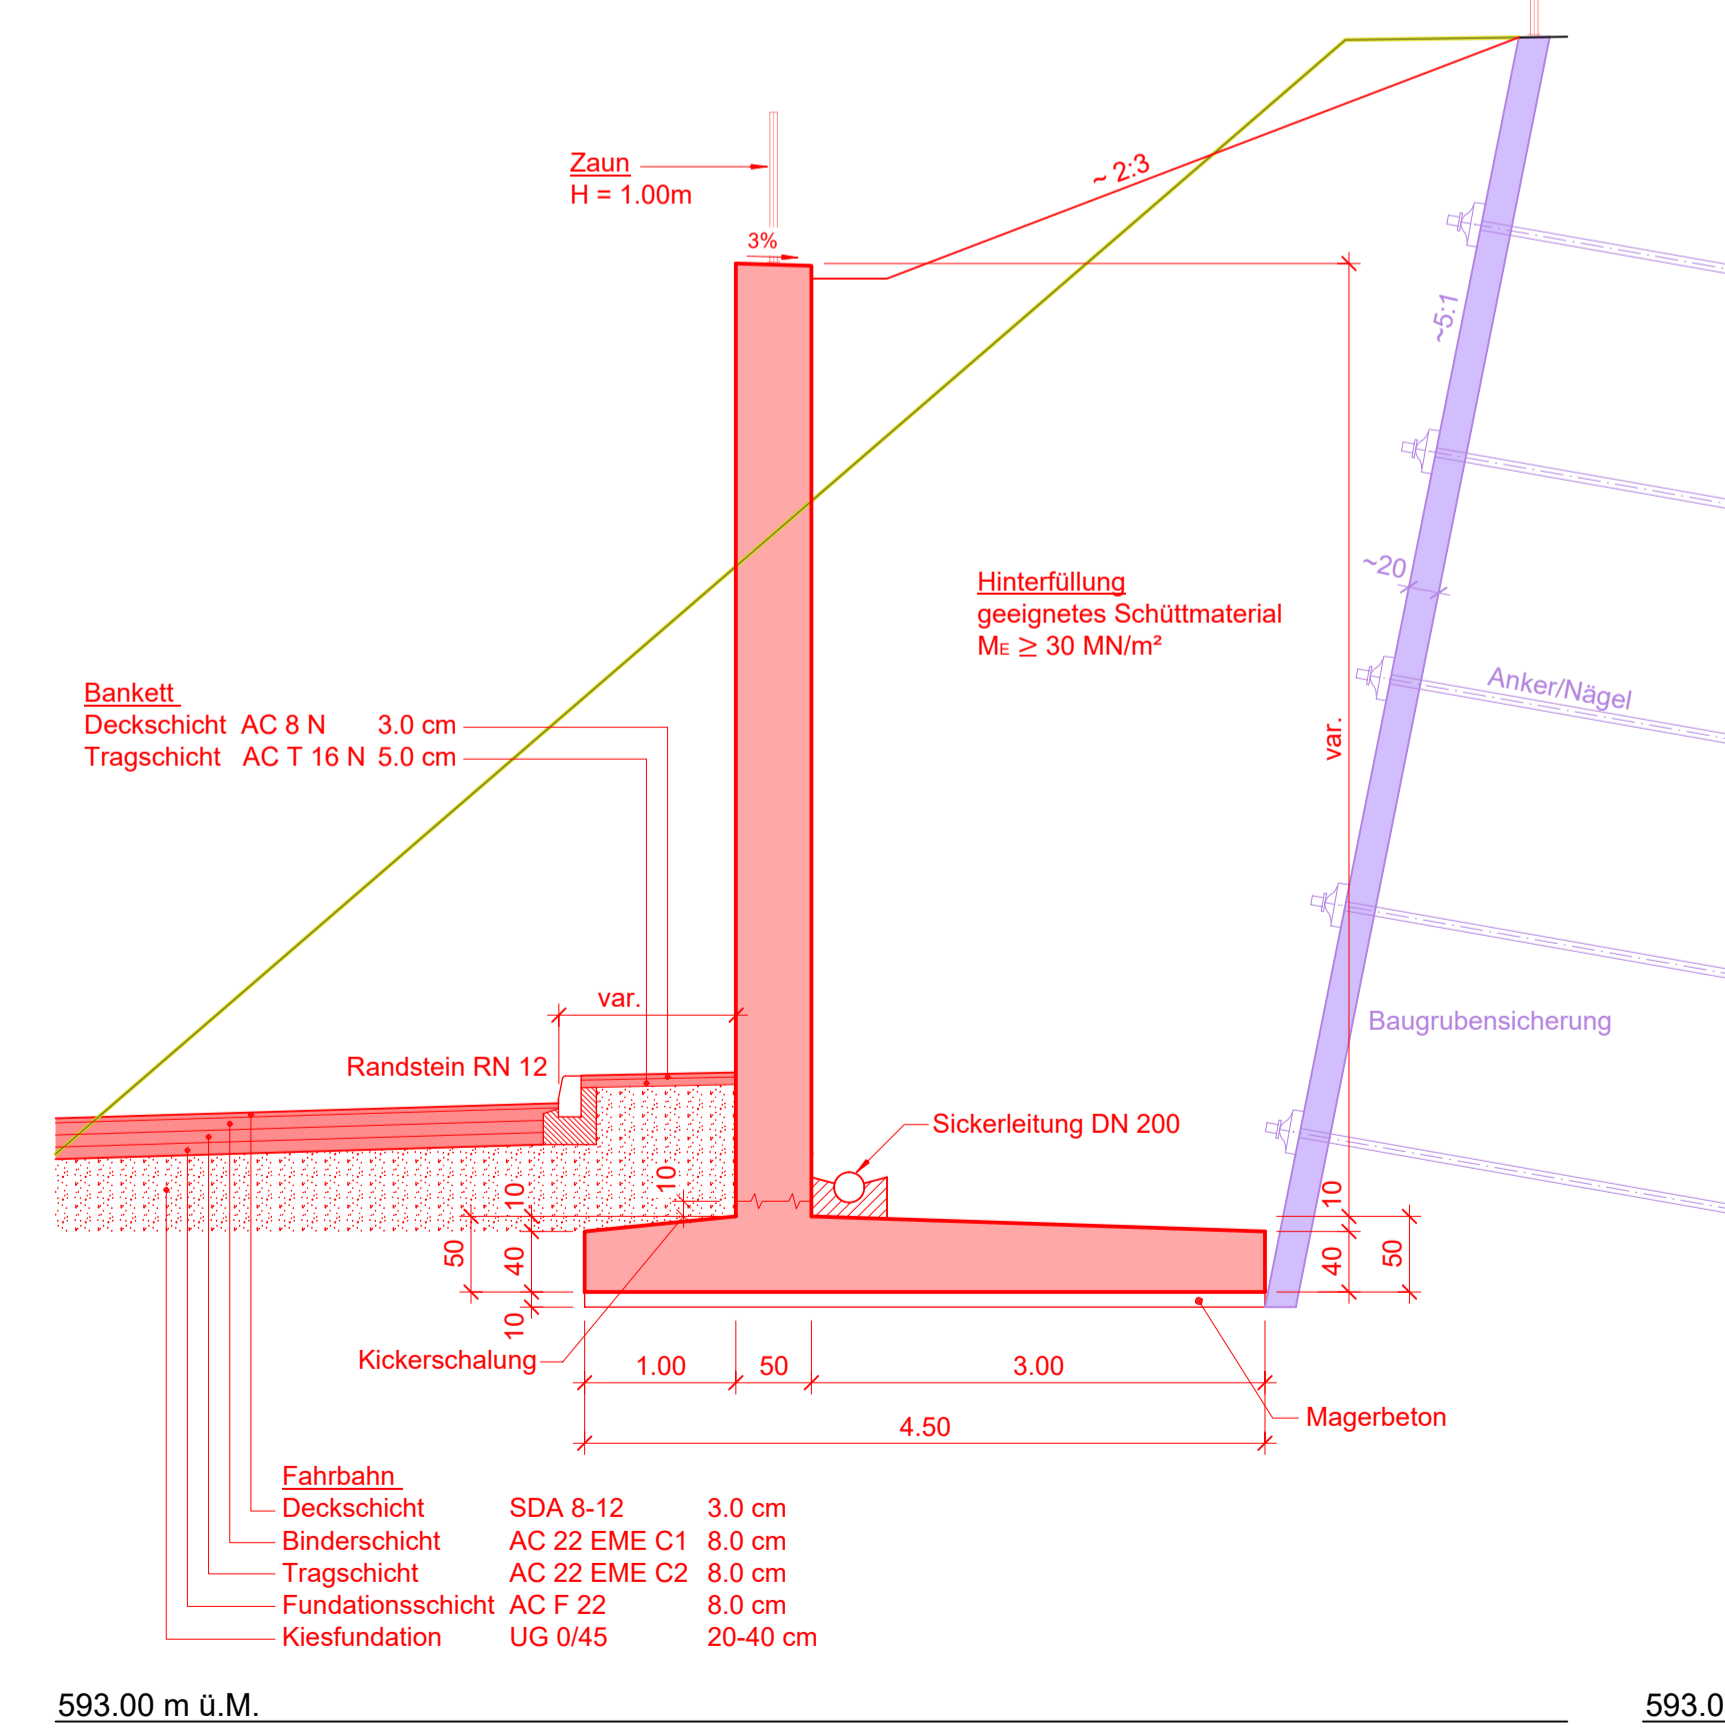 Zaun
H = 1.00m
3%
~ 2:3
~5:1
~20
Hinterfüllung
geeignetes Schüttmaterial
ME ≥ 30 MN/m²
Anker/Nägel
Bankett
Deckschicht AC 8 N 3.0 cm
Tragschicht AC T 16 N 5.0 cm
var.
var.
Baugrubensicherung
Randstein RN 12
Sickerleitung DN 200
10
10
50
40
10
10
40
50
Kickerschalung
1.00
50
3.00
4.50
Magerbeton
Fahrbahn
Deckschicht SDA 8-12 3.0 cm
Binderschicht AC 22 EME C1 8.0 cm
Tragschicht AC 22 EME C2 8.0 cm
Fundationsschicht AC F 22 8.0 cm
Kiesfundation UG 0/45 20-40 cm
593.00 m ü.M.
593.0